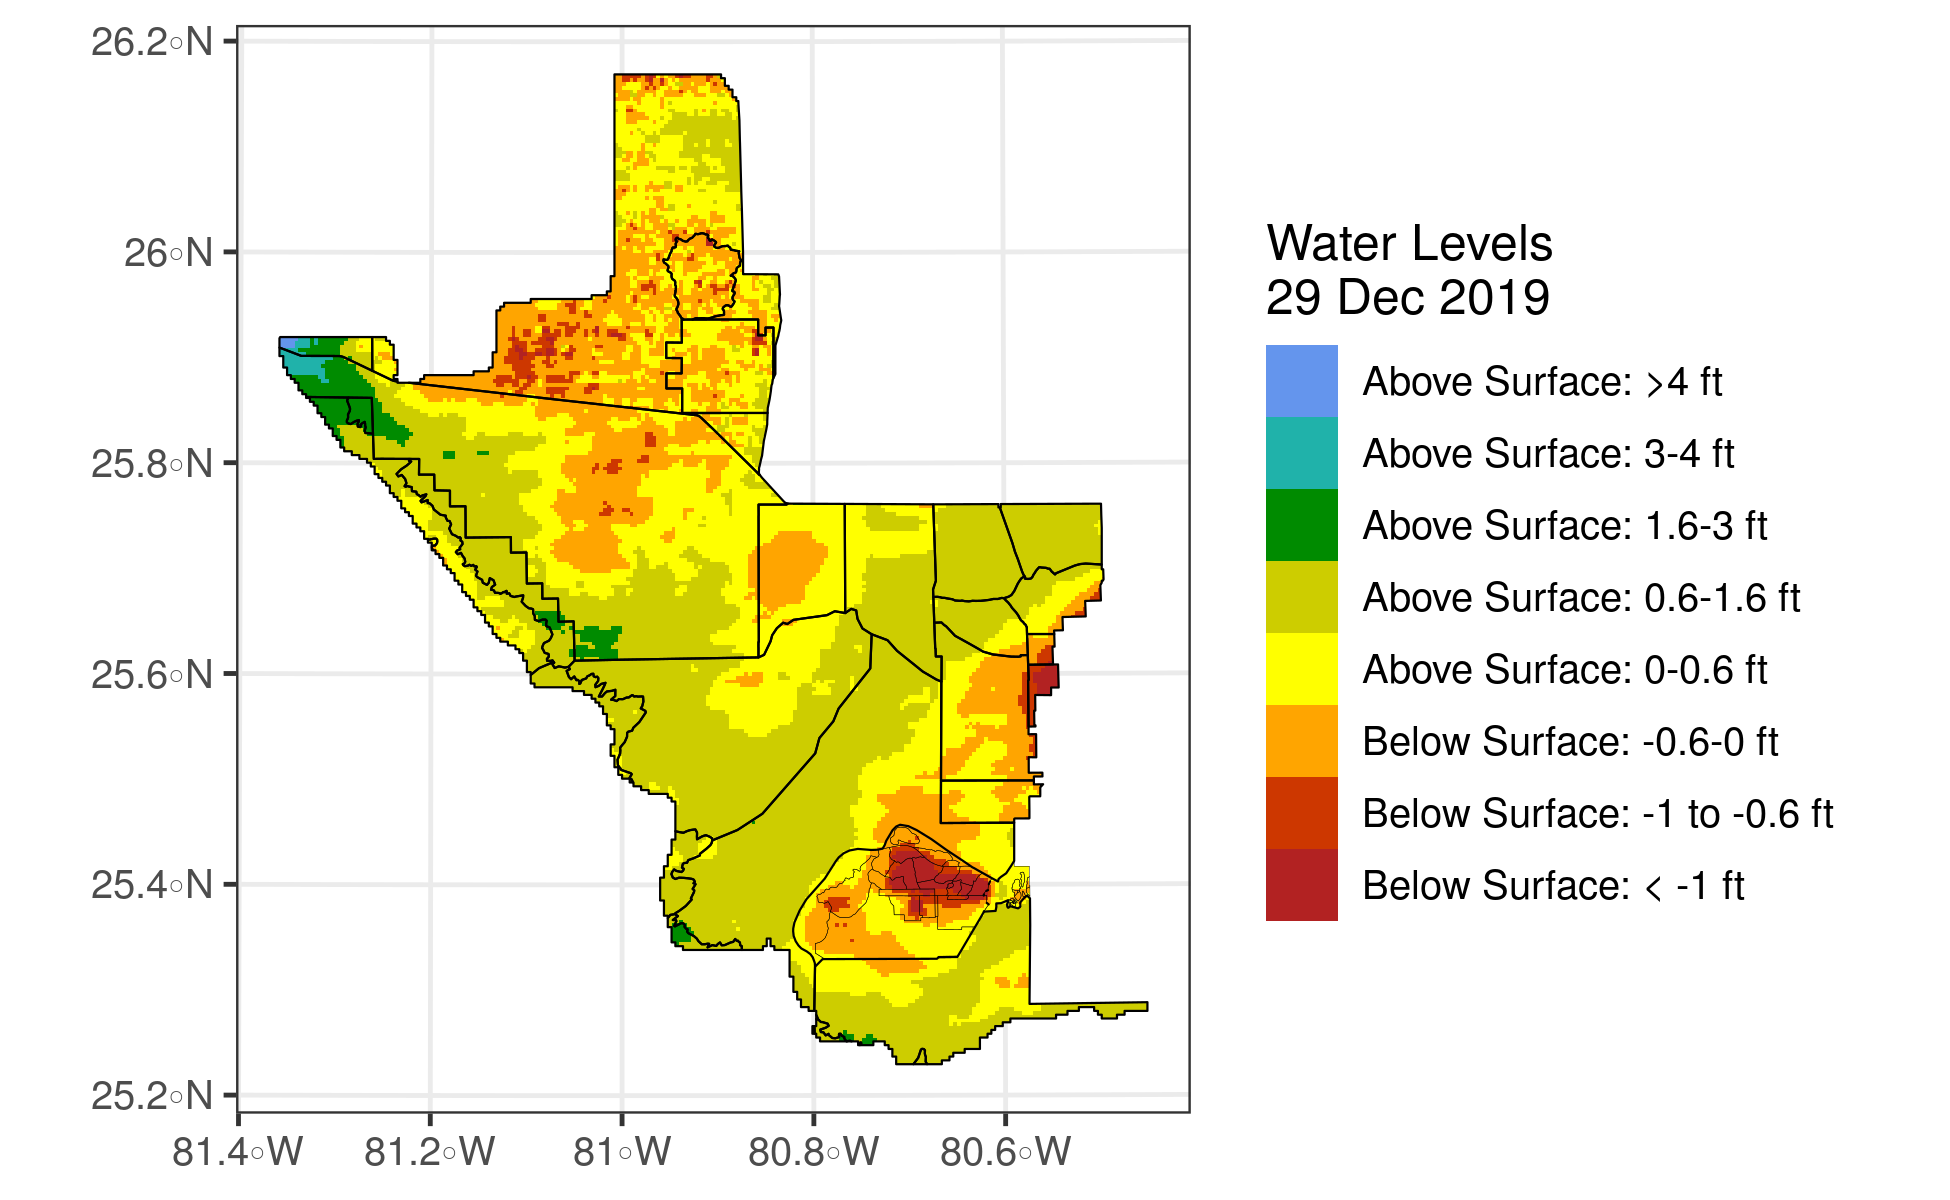 26.2°N
26°N
25.8°N
25.6°N
25.4°N
25.2°N
81.4°W
81.2°W
81°W
80.8°W
80.6°W
Water Levels
29 Dec 2019
Above Surface: >4 ft
Above Surface: 3-4 ft
Above Surface: 1.6-3 ft
Above Surface: 0.6-1.6 ft
Above Surface: 0-0.6 ft
Below Surface: -0.6-0 ft
Below Surface: -1 to -0.6 ft
Below Surface: < -1 ft